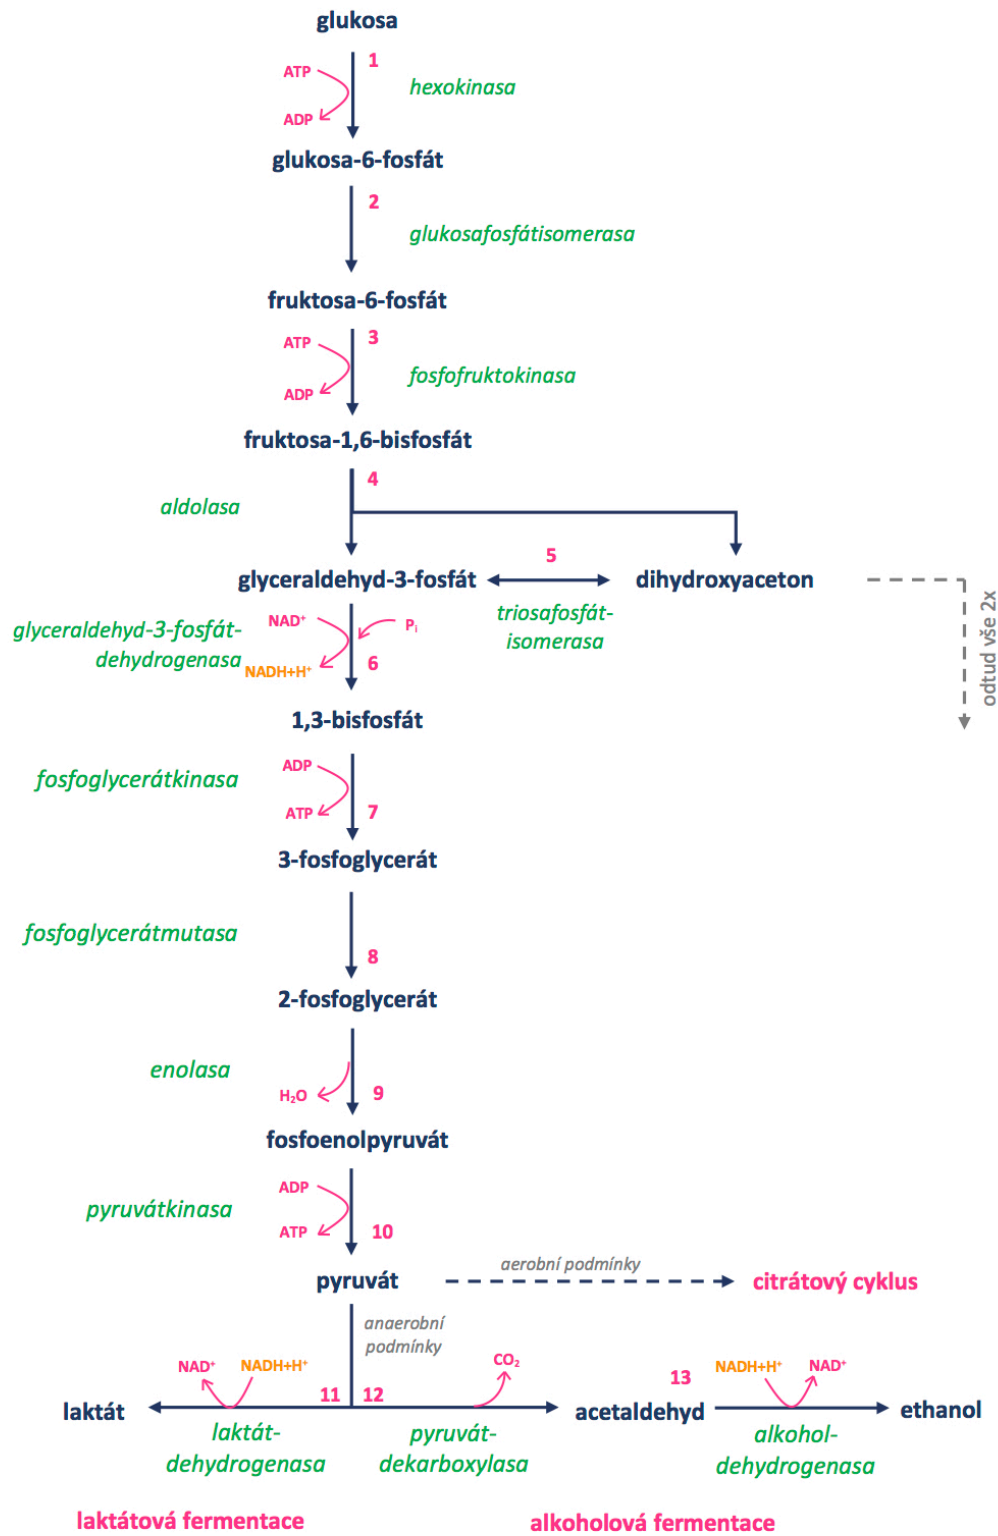 glukosa
1
ATP
hexokinasa
ADP
glukosa-6-fosfát
2
glukosafosfátisomerasa
fruktosa-6-fosfát
3
ATP
fosfofruktokinasa
ADP
fruktosa-1,6-bisfosfát
4
aldolasa
5
glyceraldehyd-3-fosfát
dihydroxyaceton
odtud vše 2x
triosafosfát-
isomerasa
NAD⁺
Pᵢ
glyceraldehyd-3-fosfát-
dehydrogenasa
NADH+H⁺
6
1,3-bisfosfát
ADP
fosfoglycerátkinasa
ATP
7
3-fosfoglycerát
fosfoglycerátmutasa
8
2-fosfoglycerát
enolasa
H₂O
9
fosfoenolpyruvát
ADP
pyruvátkinasa
ATP
10
pyruvát
aerobní podmínky
citrátový cyklus
anaerobní
podmínky
NAD⁺
NADH+H⁺
CO₂
13
NADH+H⁺
NAD⁺
11
12
laktát
acetaldehyd
ethanol
laktát-
dehydrogenasa
pyruvát-
dekarboxylasa
alkohol-
dehydrogenasa
laktátová fermentace
alkoholová fermentace